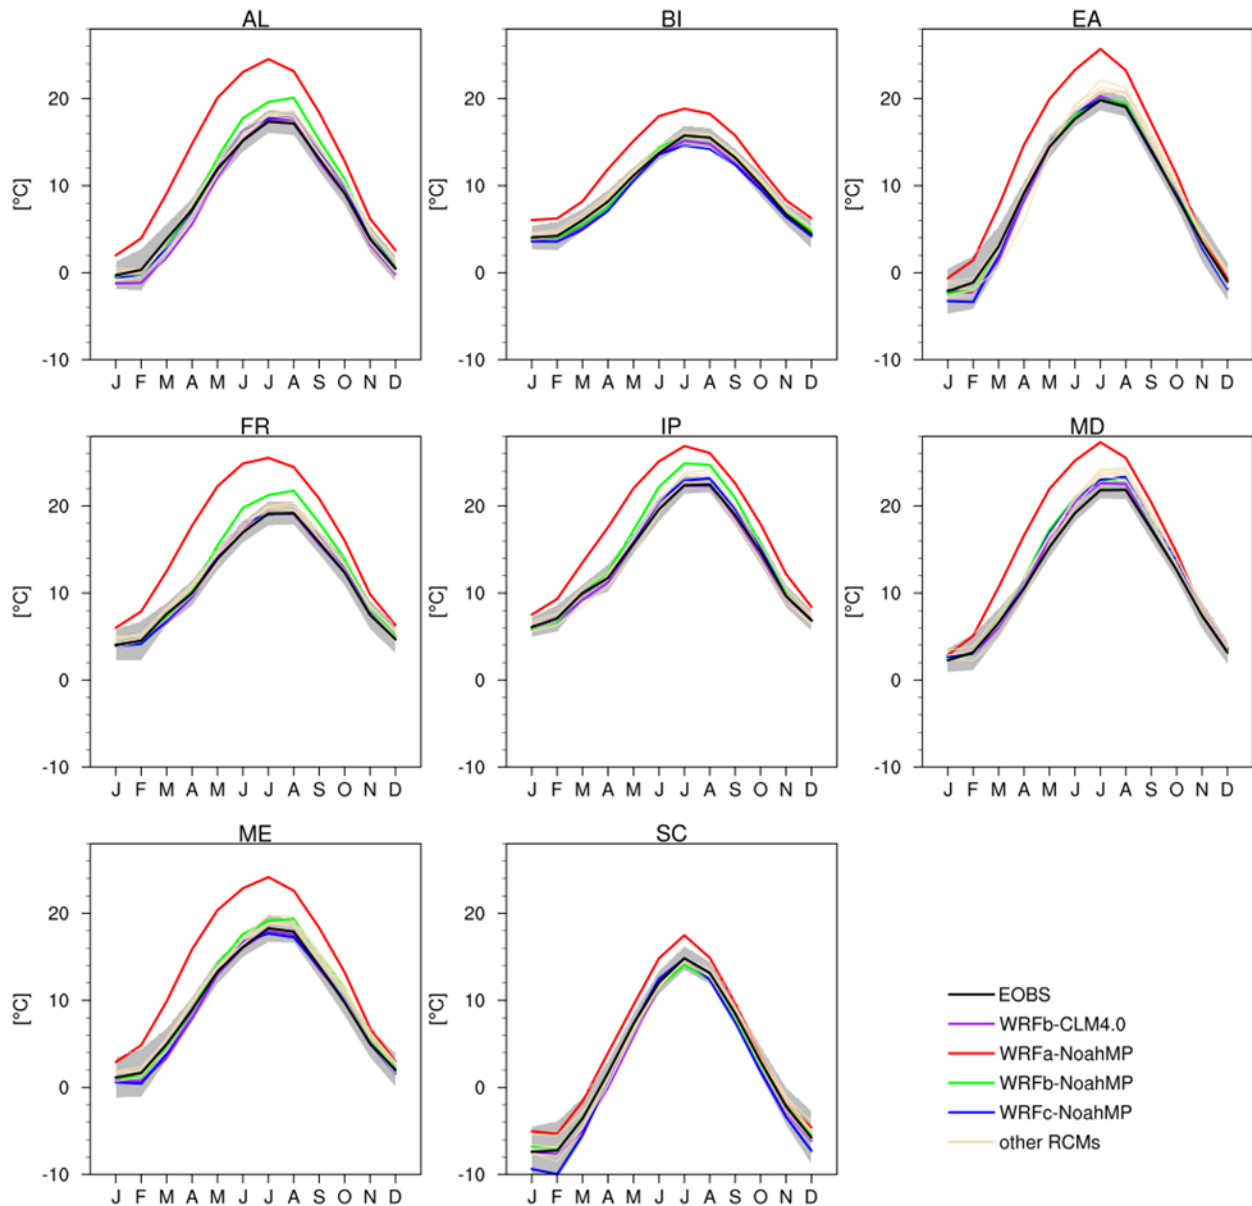 AL BI EA
20 20 20
[°C] 10 [°C] 10 [°C] 10
0 0 0
-10 -10 -10
J F M A M J J A S O N D J F M A M J J A S O N D J F M A M J J A S O N D
FR IP MD
20 20 20
[°C] 10 [°C] 10 [°C] 10
0 0 0
-10 -10 -10
J F M A M J J A S O N D J F M A M J J A S O N D J F M A M J J A S O N D
ME SC
20 20
[°C] 10 [°C] 10
0 0
-10 -10
J F M A M J J A S O N D J F M A M J J A S O N D
EOBS
WRFb-CLM4.0
WRFa-NoahMP
WRFb-NoahMP
WRFc-NoahMP
other RCMs